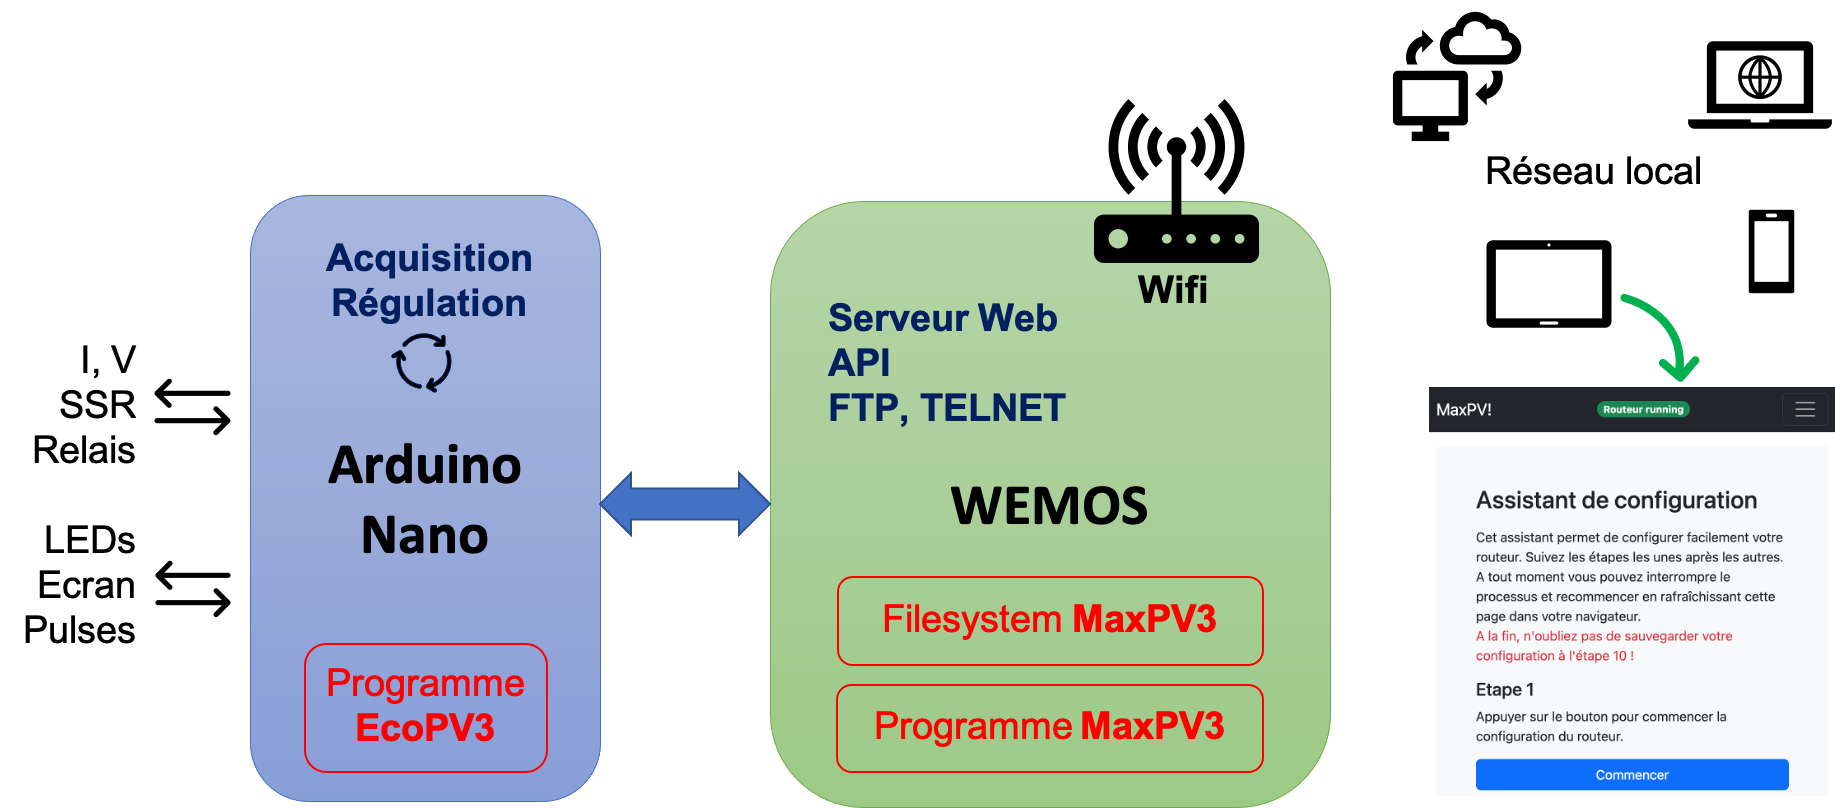 I, V
SSR
Relais
LEDs
Ecran
Pulses
Acquisition
Régulation
Arduino
Nano
Programme
EcoPV3
Wifi
Serveur Web
API
FTP, TELNET
WEMOS
Filesystem MaxPV3
Programme MaxPV3
Réseau local
MaxPV!
Routeur running
Assistant de configuration
Cet assistant permet de configurer facilement votre
routeur. Suivez les étapes les unes après les autres.
A tout moment vous pouvez interrompre le
processus et recommencer en rafraîchissant cette
page dans votre navigateur.
A la fin, n'oubliez pas de sauvegarder votre
configuration à l'étape 10 !
Etape 1
Appuyer sur le bouton pour commencer la
configuration du routeur.
Commencer